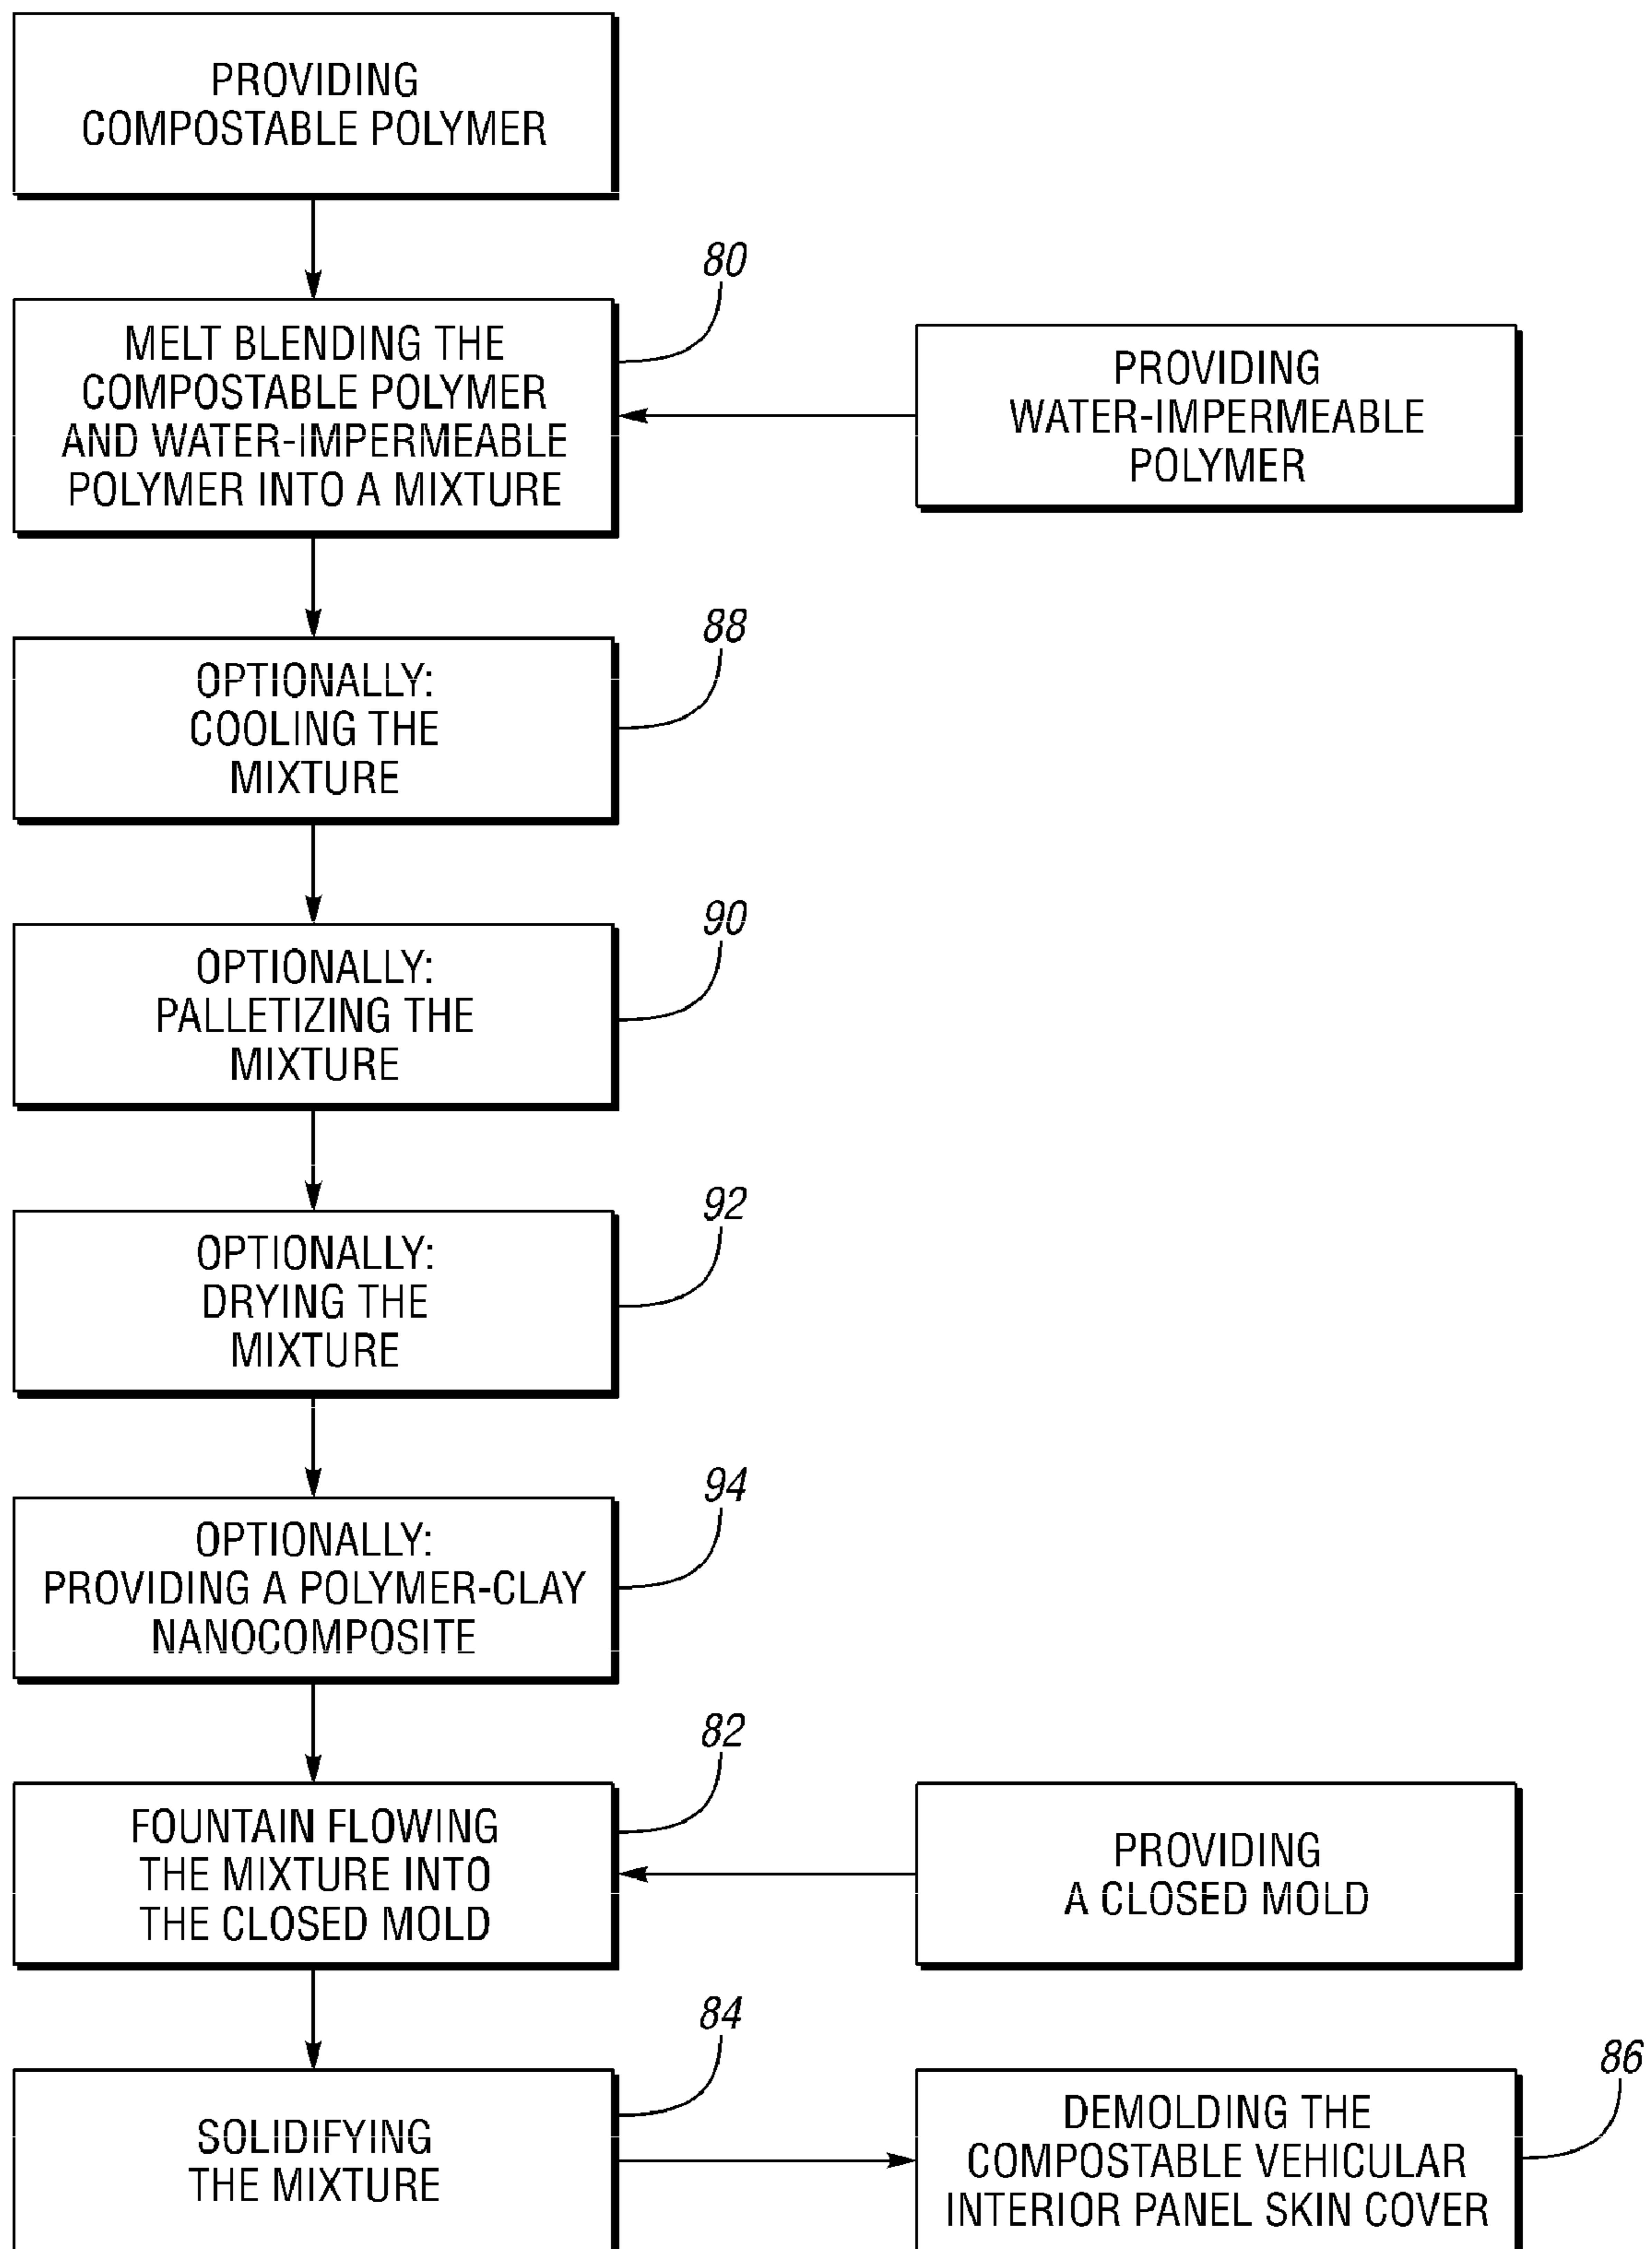 PROVIDING
COMPOSTABLE POLYMER
80
MELT BLENDING THE
COMPOSTABLE POLYMER
AND WATER-IMPERMEABLE
POLYMER INTO A MIXTURE
PROVIDING
WATER-IMPERMEABLE
POLYMER
88
OPTIONALLY:
COOLING THE
MIXTURE
90
OPTIONALLY:
PALLETIZING THE
MIXTURE
92
OPTIONALLY:
DRYING THE
MIXTURE
94
OPTIONALLY:
PROVIDING A POLYMER-CLAY
NANOCOMPOSITE
82
FOUNTAIN FLOWING
THE MIXTURE INTO
THE CLOSED MOLD
PROVIDING
A CLOSED MOLD
84
SOLIDIFYING
THE MIXTURE
86
DEMOLDING THE
COMPOSTABLE VEHICULAR
INTERIOR PANEL SKIN COVER